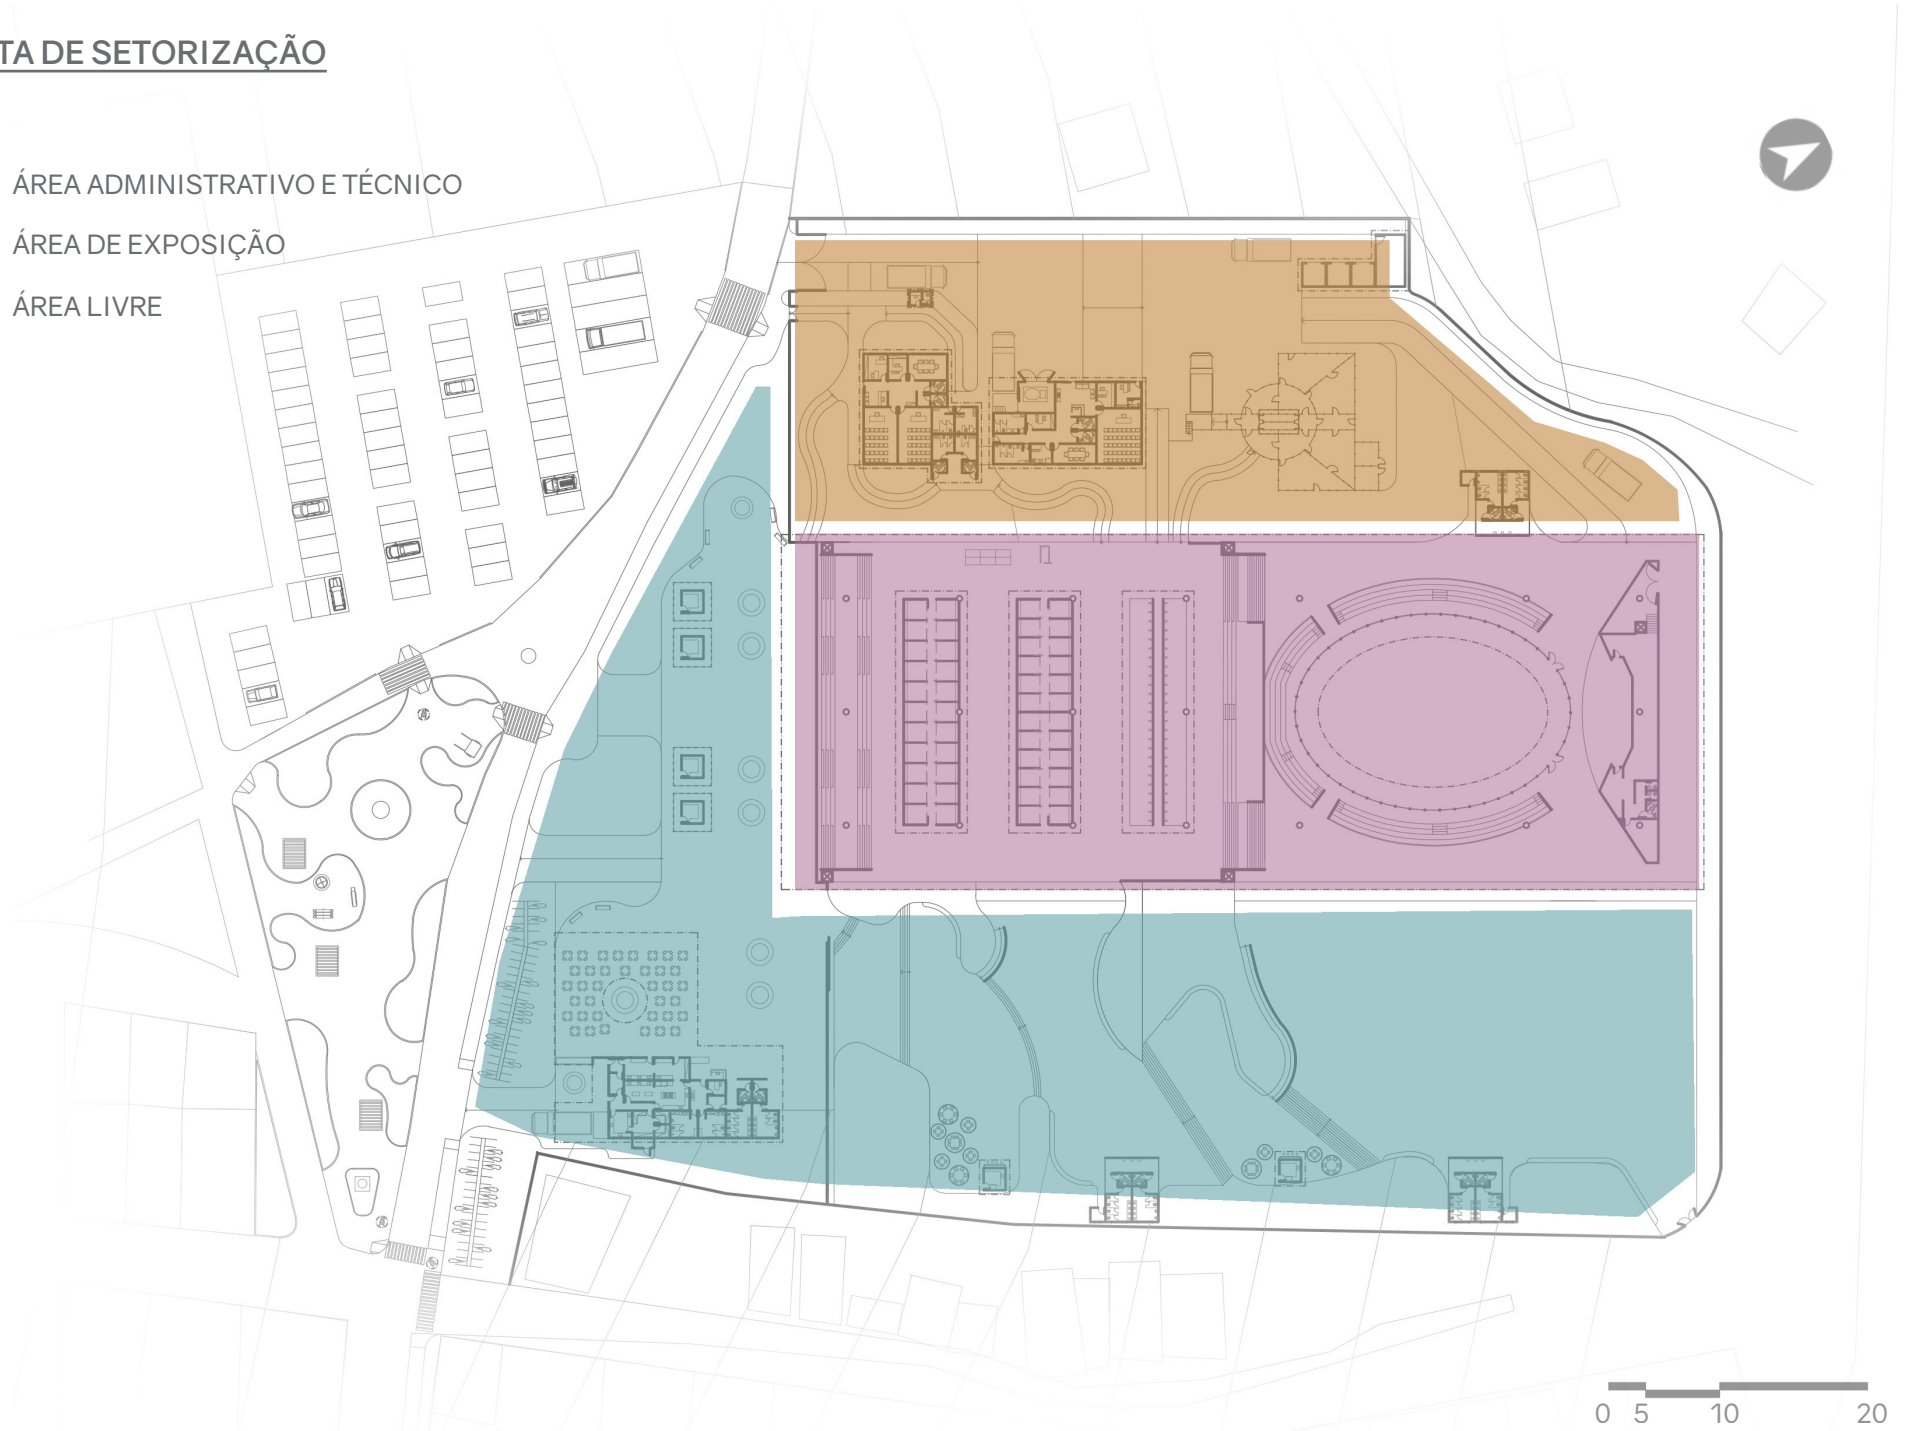 TA DE SETORIZAÇÃO
ÁREA ADMINISTRATIVO E TÉCNICO
ÁREA DE EXPOSIÇÃO
ÁREA LIVRE
0 5 10 20